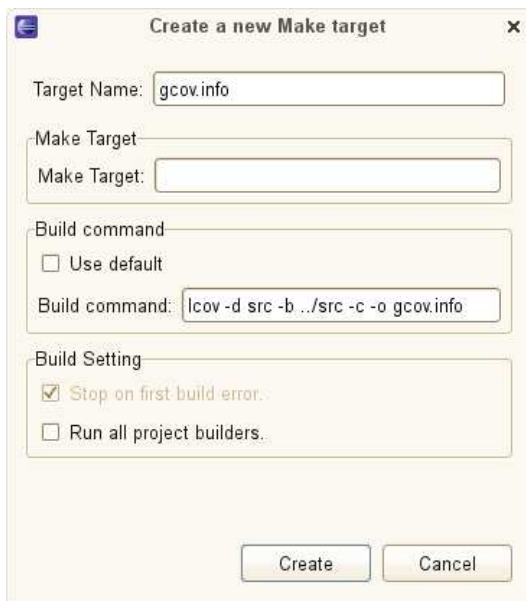 Create a new Make target
Target Name: gcov.info
Make Target
Make Target:
Build command
Use default
Build command: lcov -d src -b ../src -c -o gcov.info
Build Setting
Stop on first build error.
Run all project builders.
Create Cancel